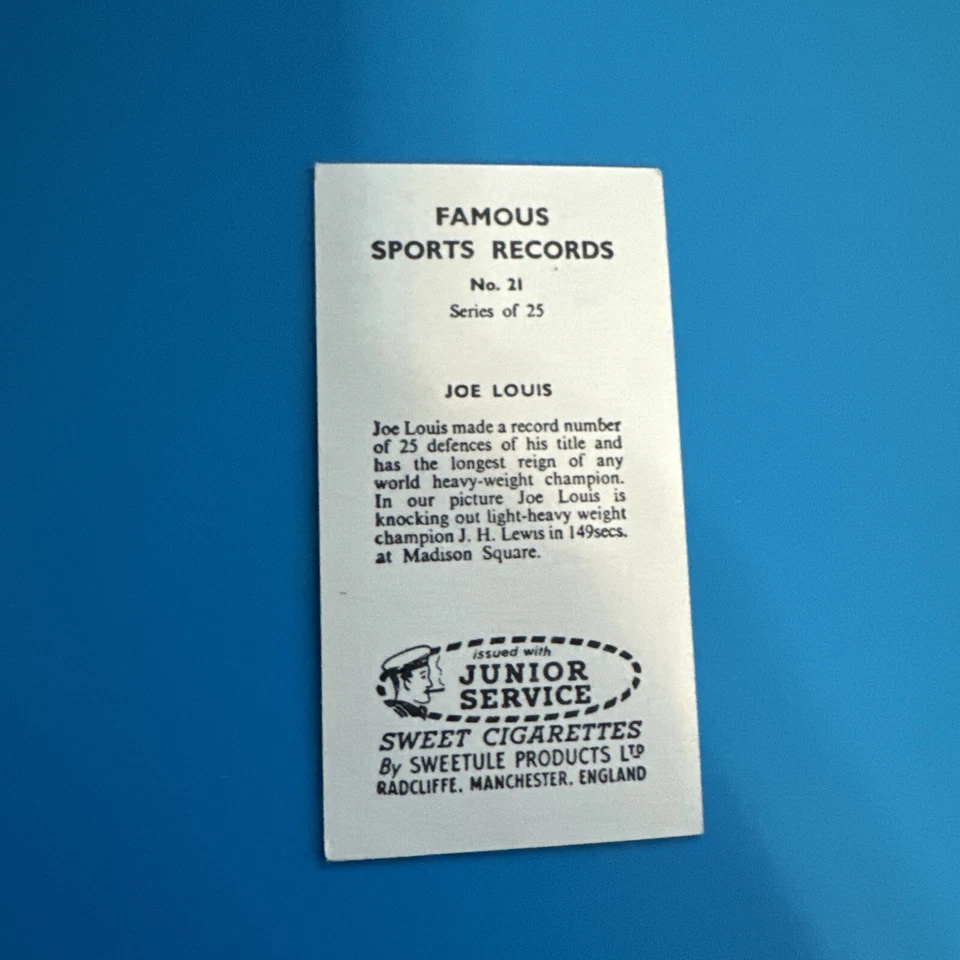 FAMOUS
SPORTS RECORDS
No. 21
Series of 25
JOE LOUIS
Joe Louis made a record number
of 25 defences of his title and
has the longest reign of any
world heavy-weight champion.
In our picture Joe Louis is
knocking out light-heavy weight
champion J. H. Lewis in 149secs.
at Madison Square.
issued with
JUNIOR
SERVICE
SWEET CIGARETTES
By SWEETULE PRODUCTS LTD
RADCLIFFE. MANCHESTER. ENGLAND